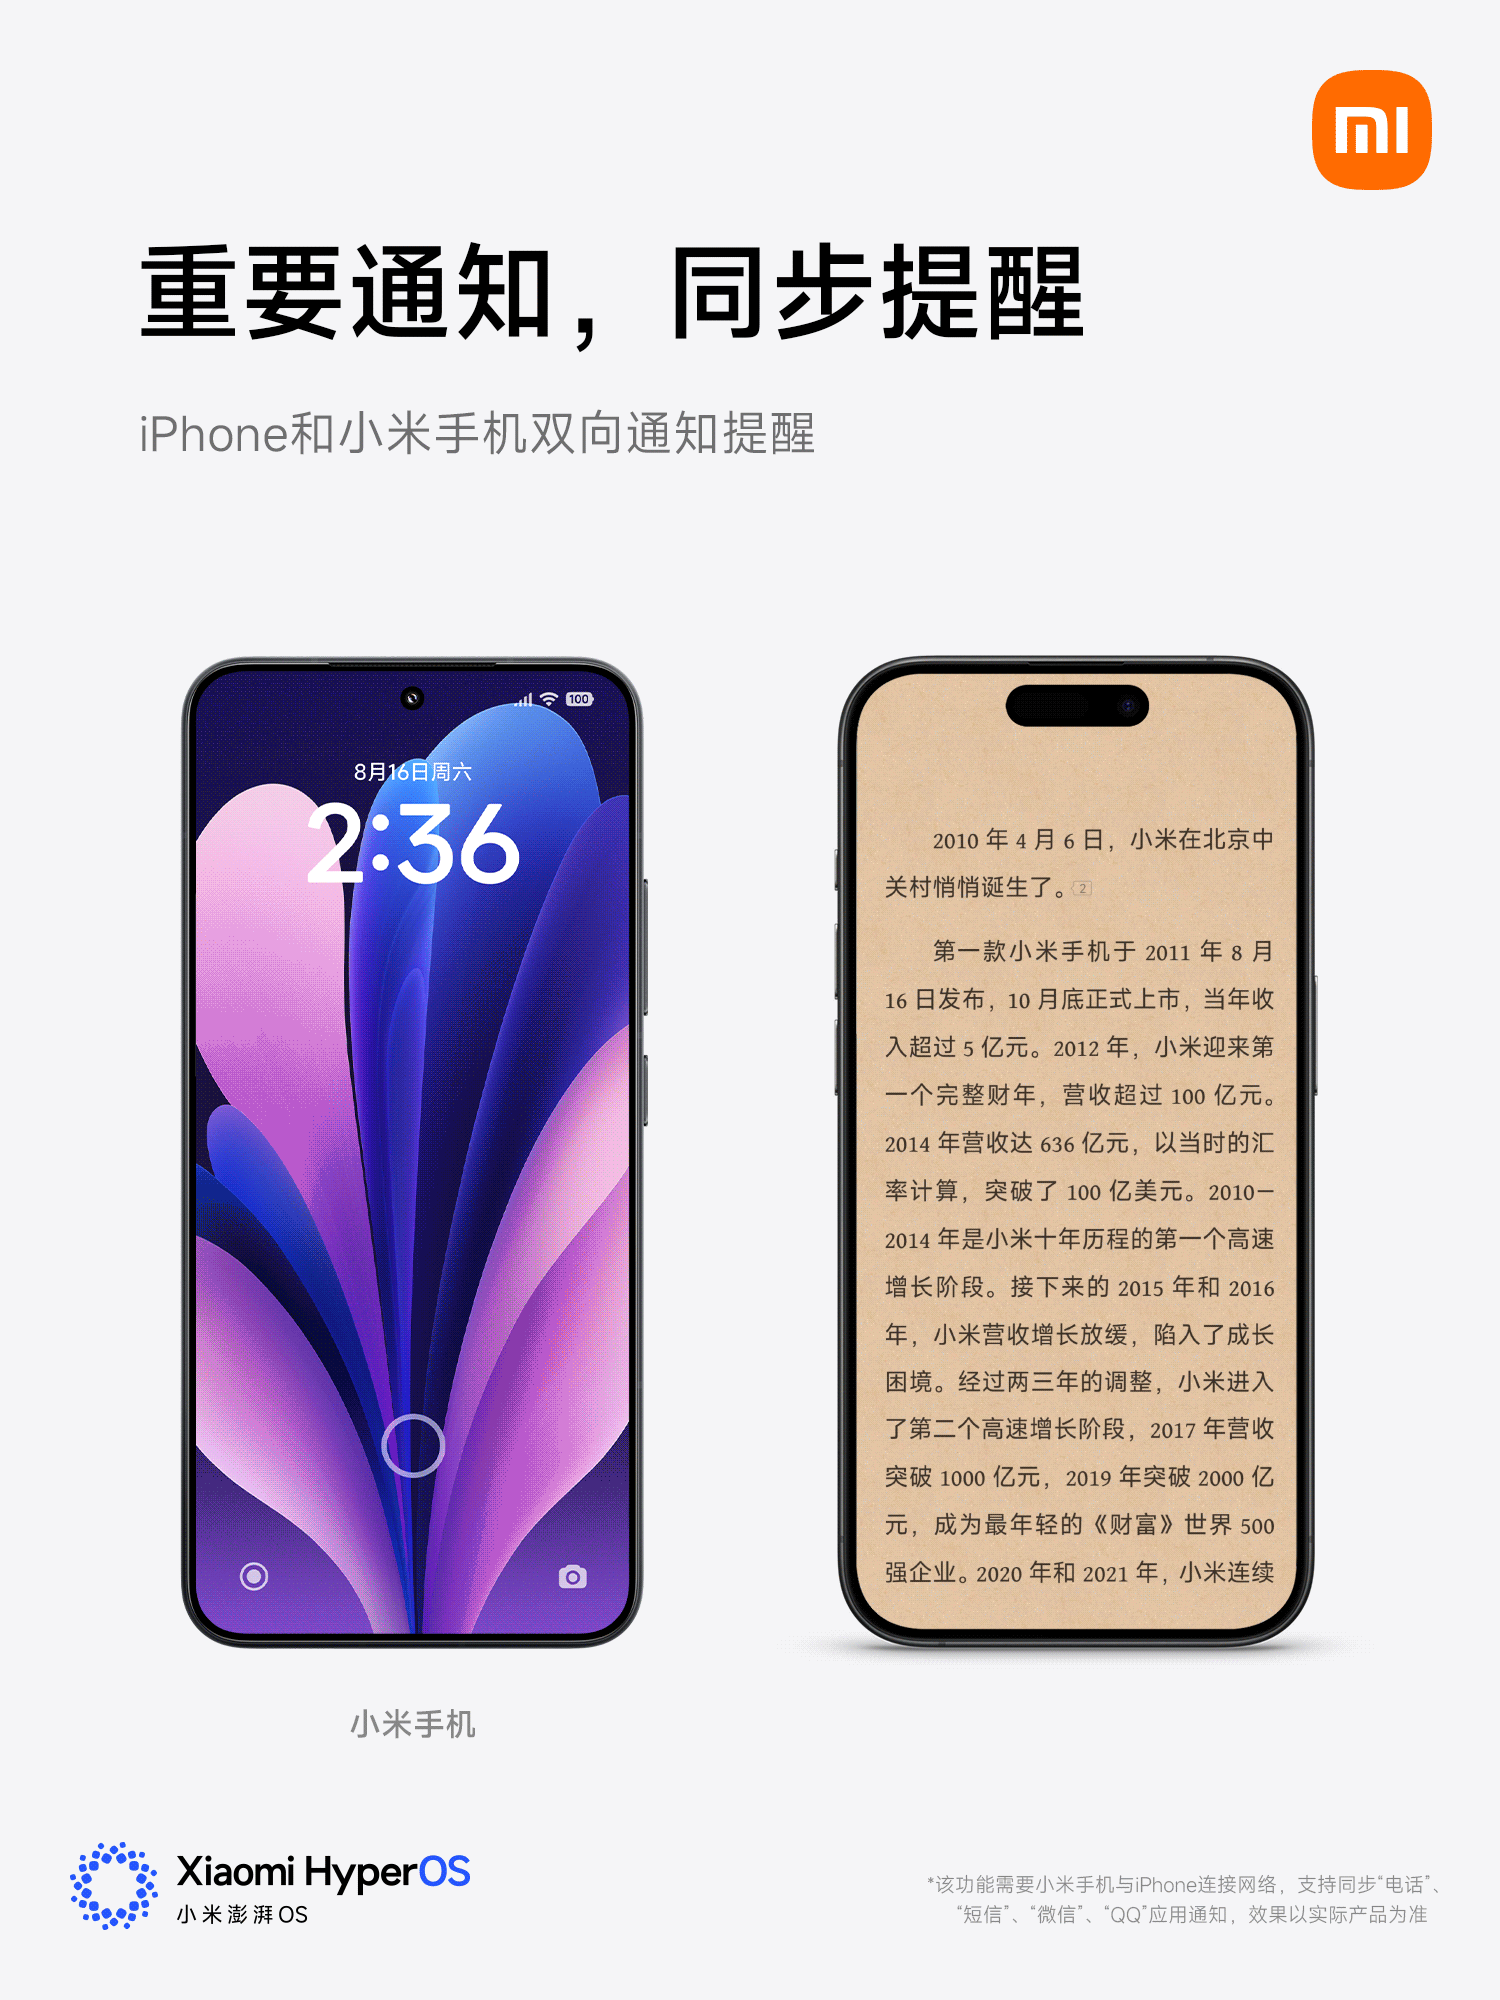 mi
重要通知，同步提醒
iPhone和小米手机双向通知提醒
100
8月16日周六
2:36
2010 年 4 月 6 日，小米在北京中
关村悄悄诞生了。2
第一款小米手机于 2011 年 8 月
16 日发布，10 月底正式上市，当年收
入超过 5 亿元。2012 年，小米迎来第
一个完整财年，营收超过 100 亿元。
2014 年营收达 636 亿元，以当时的汇
率计算，突破了 100 亿美元。2010—
2014 年是小米十年历程的第一个高速
增长阶段。接下来的 2015 年和 2016
年，小米营收增长放缓，陷入了成长
困境。经过两三年的调整，小米进入
了第二个高速增长阶段，2017 年营收
突破 1000 亿元，2019 年突破 2000 亿
元，成为最年轻的《财富》世界 500
强企业。2020 年和 2021 年，小米连续
小米手机
Xiaomi HyperOS
小米澎湃OS
*该功能需要小米手机与iPhone连接网络，支持同步“电话”、
“短信”、“微信”、“QQ”应用通知，效果以实际产品为准